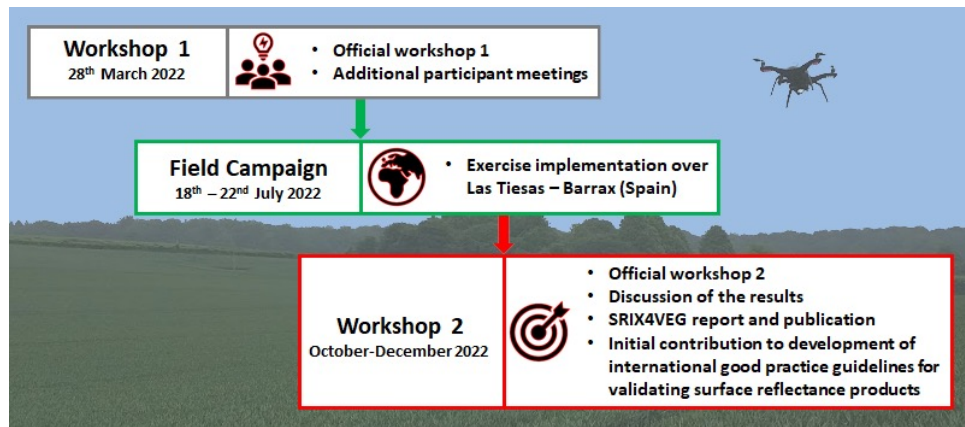 Workshop 1
28th March 2022
• Official workshop 1
• Additional participant meetings
Field Campaign
18th – 22nd July 2022
• Exercise implementation over
Las Tiesas – Barrax (Spain)
Workshop 2
October-December 2022
• Official workshop 2
• Discussion of the results
• SRIX4VEG report and publication
• Initial contribution to development of
international good practice guidelines for
validating surface reflectance products